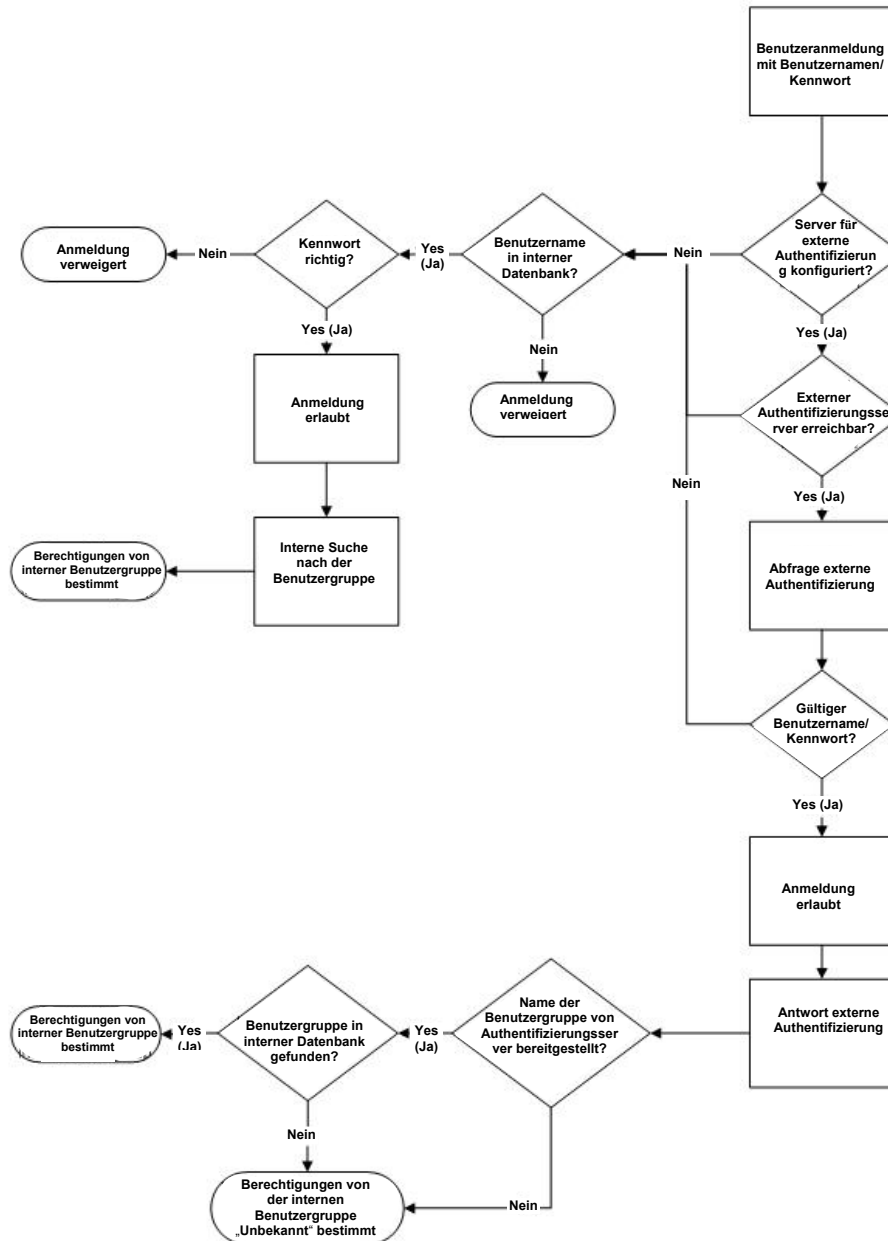 Benutzeranmeldung
mit Benutzernamen/
Kennwort
Server für
externe
Authentifizierun
g konfiguriert?
Nein
Benutzername
in interner
Datenbank?
Yes
(Ja)
Kennwort
richtig?
Nein
Anmeldung
verweigert
Yes (Ja)
Nein
Yes (Ja)
Anmeldung
erlaubt
Anmeldung
verweigert
Externer
Authentifizierungsse
rver erreichbar?
Nein
Yes (Ja)
Interne Suche
nach der
Benutzergruppe
Berechtigungen von
interner Benutzergruppe
bestimmt
Abfrage externe
Authentifizierung
Gültiger
Benutzername/
Kennwort?
Yes (Ja)
Anmeldung
erlaubt
Antwort externe
Authentifizierung
Name der
Benutzergruppe von
Authentifizierungsser
ver bereitgestellt?
Yes
(Ja)
Benutzergruppe in
interner Datenbank
gefunden?
Yes
(Ja)
Berechtigungen von
interner Benutzergruppe
bestimmt
Nein
Nein
Berechtigungen von
der internen
Benutzergruppe
„Unbekannt“ bestimmt